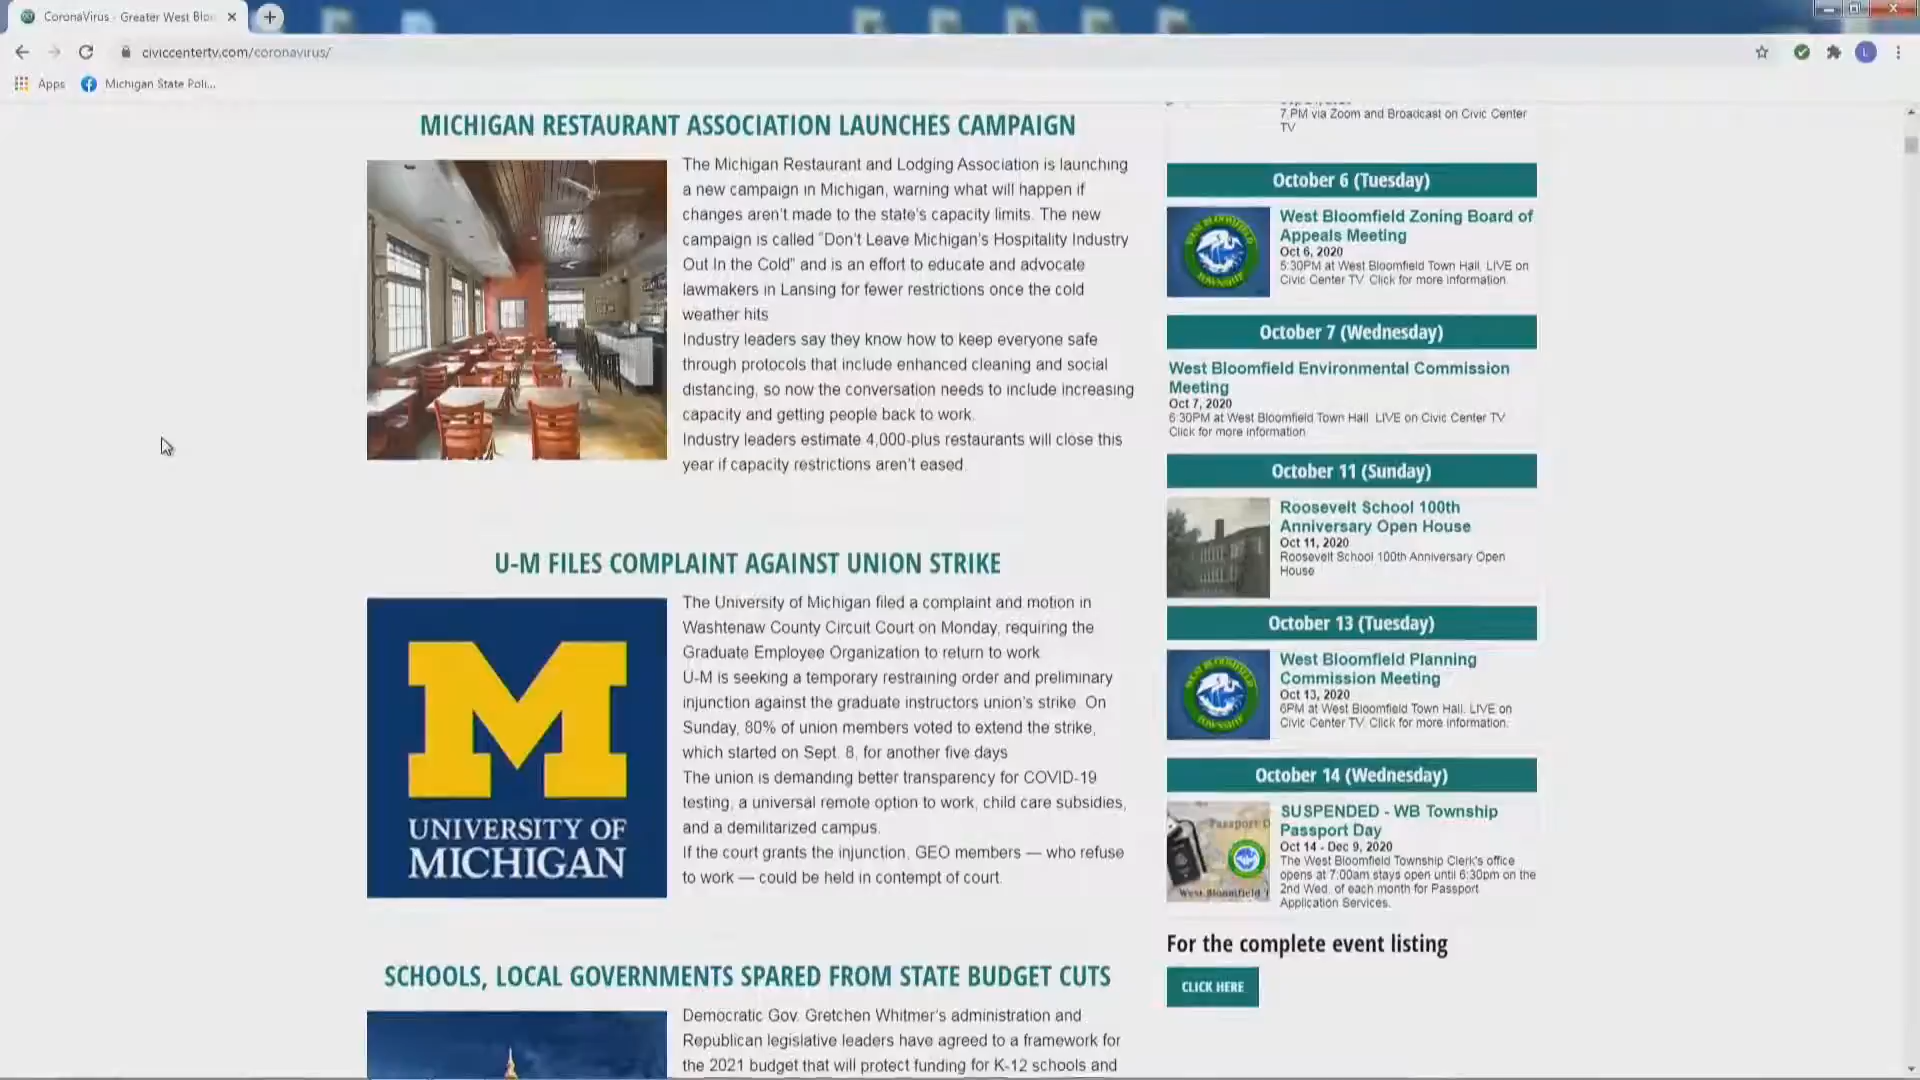 CoronaVirus - Greater West Bloo
civiccentertv.com/coronavirus/
L
Apps
Michigan State Poli...
MICHIGAN RESTAURANT ASSOCIATION LAUNCHES CAMPAIGN
The Michigan Restaurant and Lodging Association is launching
a new campaign in Michigan, warning what will happen if
changes aren't made to the state's capacity limits. The new
campaign is called "Don't Leave Michigan's Hospitality Industry
Out In the Cold" and is an effort to educate and advocate
lawmakers in Lansing for fewer restrictions once the cold
weather hits
Industry leaders say they know how to keep everyone safe
through protocols that include enhanced cleaning and social
distancing, so now the conversation needs to include increasing
capacity and getting people back to work.
Industry leaders estimate 4,000-plus restaurants will close this
year if capacity restrictions aren't eased.
U-M FILES COMPLAINT AGAINST UNION STRIKE
UNIVERSITY OF
MICHIGAN
The University of Michigan filed a complaint and motion in
Washtenaw County Circuit Court on Monday, requiring the
Graduate Employee Organization to return to work.
U-M is seeking a temporary restraining order and preliminary
injunction against the graduate instructors union's strike. On
Sunday, 80% of union members voted to extend the strike,
which started on Sept. 8, for another five days
The union is demanding better transparency for COVID-19
testing, a universal remote option to work, child care subsidies,
and a demilitarized campus.
If the court grants the injunction, GEO members — who refuse
to work — could be held in contempt of court.
SCHOOLS, LOCAL GOVERNMENTS SPARED FROM STATE BUDGET CUTS
Democratic Gov. Gretchen Whitmer's administration and
Republican legislative leaders have agreed to a framework for
the 2021 budget that will protect funding for K-12 schools and
7 PM via Zoom and Broadcast on Civic Center
TV
October 6 (Tuesday)
WEST BLOOMFIELD
TOWNSHIP
West Bloomfield Zoning Board of
Appeals Meeting
Oct 6, 2020
5:30PM at West Bloomfield Town Hall. LIVE on
Civic Center TV. Click for more information.
October 7 (Wednesday)
West Bloomfield Environmental Commission
Meeting
Oct 7, 2020
6:30PM at West Bloomfield Town Hall. LIVE on Civic Center TV.
Click for more information
October 11 (Sunday)
Roosevelt School 100th
Anniversary Open House
Oct 11, 2020
Roosevelt School 100th Anniversary Open
House
October 13 (Tuesday)
WEST BLOOMFIELD
TOWNSHIP
West Bloomfield Planning
Commission Meeting
Oct 13, 2020
6PM at West Bloomfield Town Hall. LIVE on
Civic Center TV. Click for more information.
October 14 (Wednesday)
Passport D
West Bloomfield T
SUSPENDED - WB Township
Passport Day
Oct 14 - Dec 9, 2020
The West Bloomfield Township Clerk's office
opens at 7:00am stays open until 6:30pm on the
2nd Wed. of each month for Passport
Application Services.
For the complete event listing
CLICK HERE